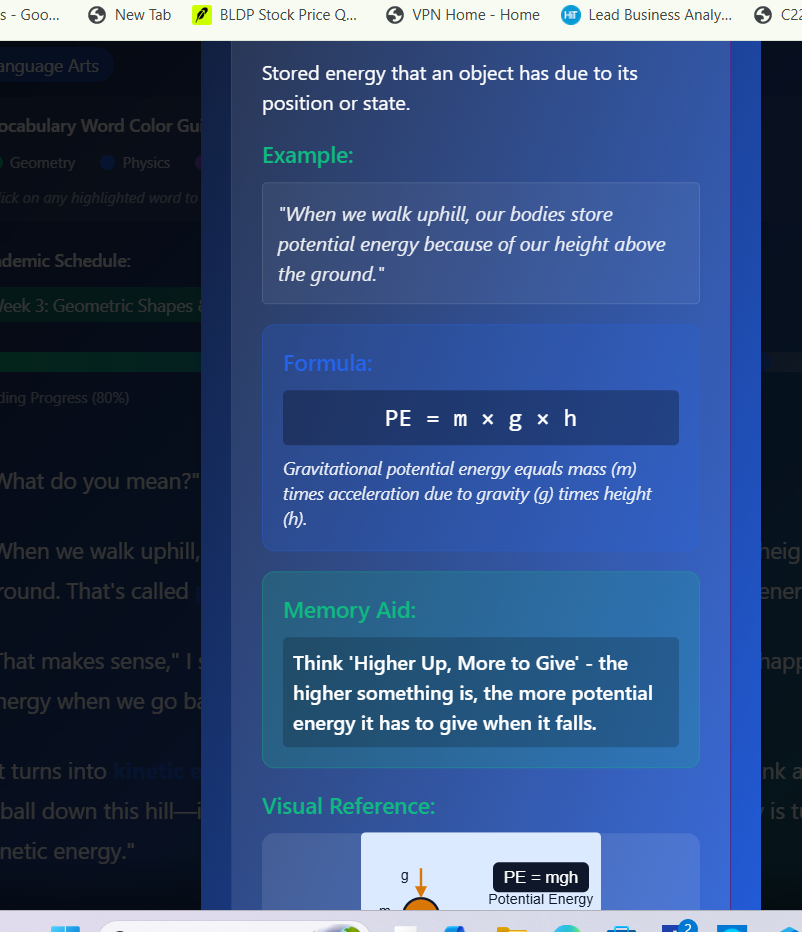 s - Goo...
New Tab
BLDP Stock Price Q...
VPN Home - Home
HIT
Lead Business Analy...
C22
anguage Arts
ocabulary Word Color Gui
Geometry
Physics
lick on any highlighted word to
demic Schedule:
Week 3: Geometric Shapes &
ding Progress (80%)
What do you mean?"
When we walk uphill,
heig
round. That's called
ener
That makes sense," I s
happ
nergy when we go ba
t turns into kinetic e
nk a
ball down this hill—i
is tu
netic energy."
Stored energy that an object has due to its
position or state.
Example:
"When we walk uphill, our bodies store
potential energy because of our height above
the ground."
Formula:
PE = m × g × h
Gravitational potential energy equals mass (m)
times acceleration due to gravity (g) times height
(h).
Memory Aid:
Think 'Higher Up, More to Give' - the
higher something is, the more potential
energy it has to give when it falls.
Visual Reference:
g
PE = mgh
Potential Energy
m
2